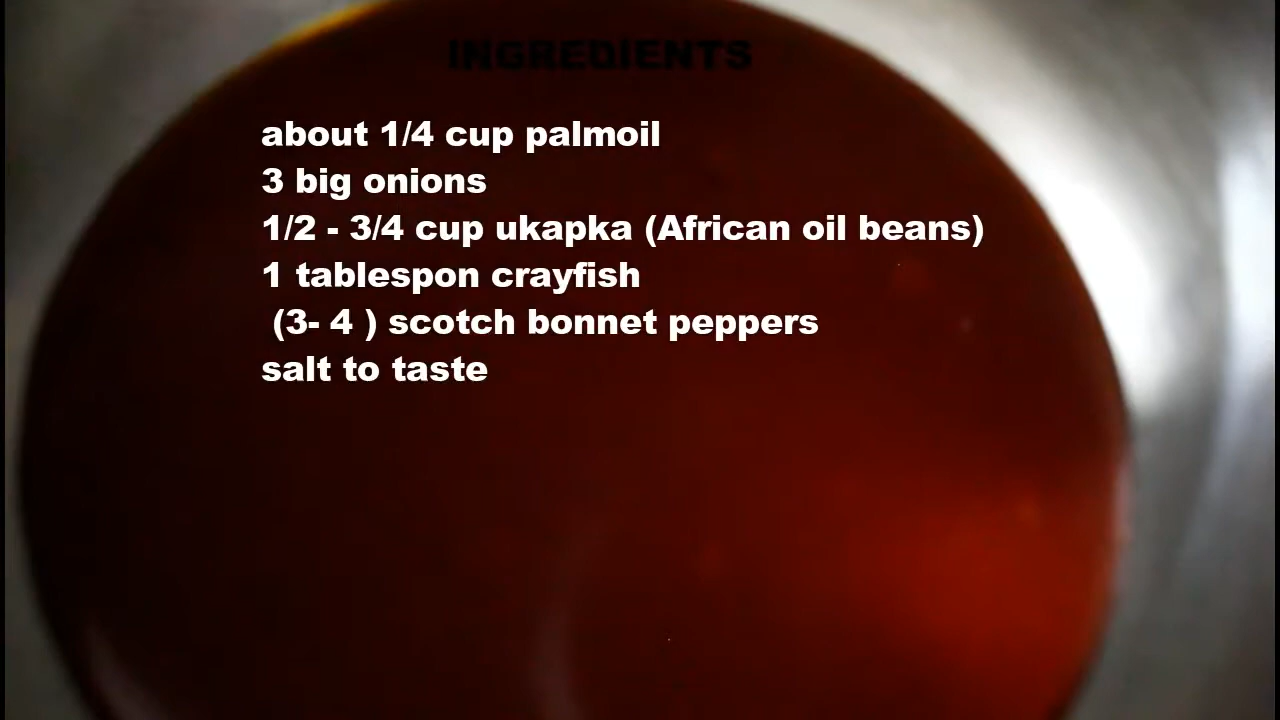 INGREDIENTS
about 1/4 cup palmoil
3 big onions
1/2 - 3/4 cup ukapka (African oil beans)
1 tablespon crayfish
(3- 4 ) scotch bonnet peppers
salt to taste